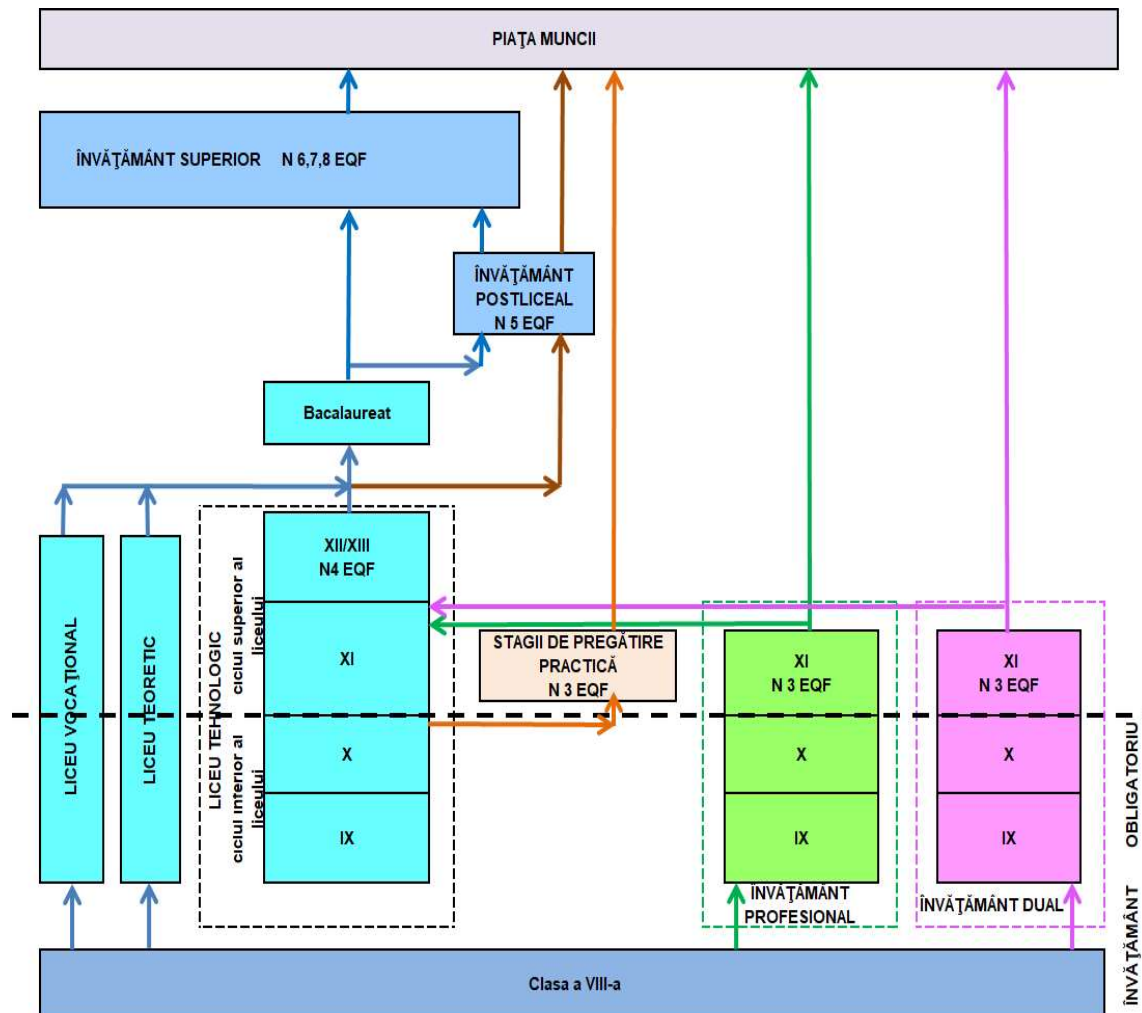 PIAŢA MUNCII
ÎNVĂŢĂMÂNT SUPERIOR N 6,7,8 EQF
ÎNVĂŢĂMÂNT
POSTLICEAL
N 5 EQF
Bacalaureat
LICEU VOCAŢIONAL
LICEU TEORETIC
LICEU TEHNOLOGIC
ciclul superior al
liceului
ciclul inferior al
liceului
XII/XIII
N4 EQF
XI
X
IX
STAGII DE PREGĂTIRE
PRACTICĂ
N 3 EQF
XI
N 3 EQF
X
IX
ÎNVĂŢĂMÂNT
PROFESIONAL
XI
N 3 EQF
X
IX
ÎNVĂŢĂMÂNT DUAL
ÎNVĂŢĂMÂNT OBLIGATORIU
Clasa a VIII-a